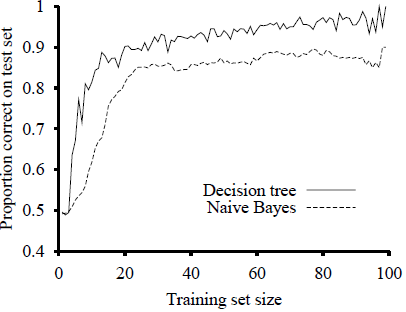 Proportion correct on test set
1
0.9
0.8
0.7
0.6
0.5
0.4
Decision tree
Naive Bayes
0 20 40 60 80 100
Training set size